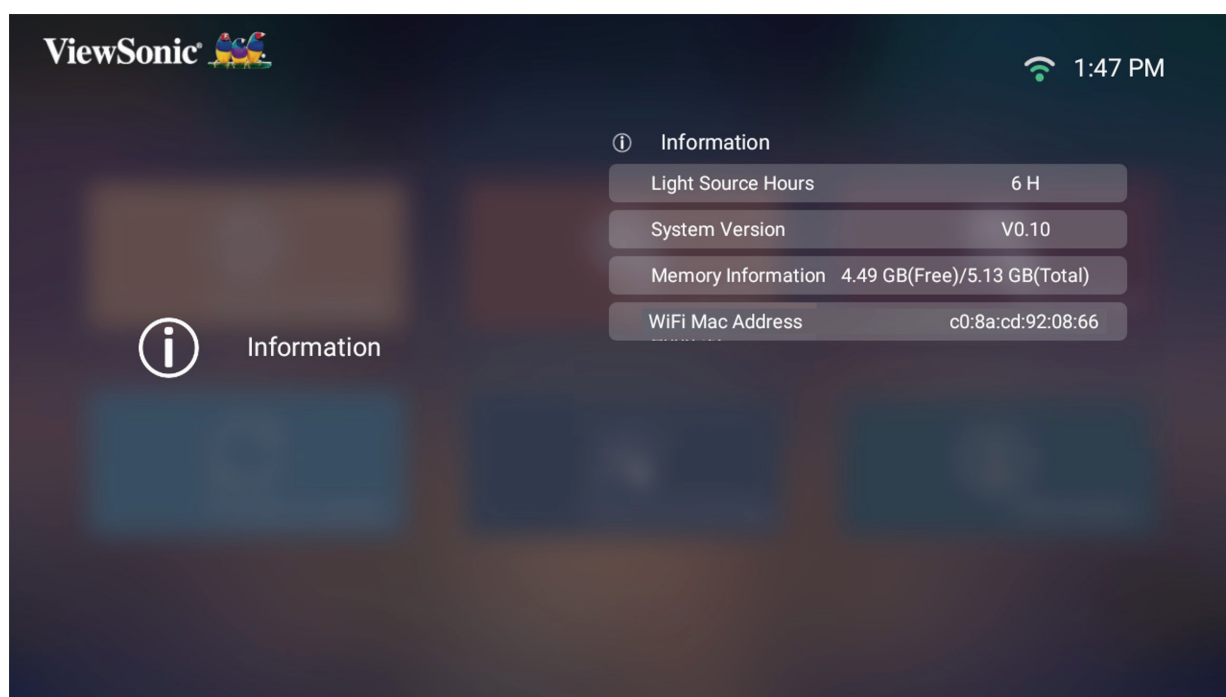 ViewSonic
1:47 PM
Information
Light Source Hours 6 H
System Version V0.10
Memory Information 4.49 GB(Free)/5.13 GB(Total)
WiFi Mac Address c0:8a:cd:92:08:66
Information